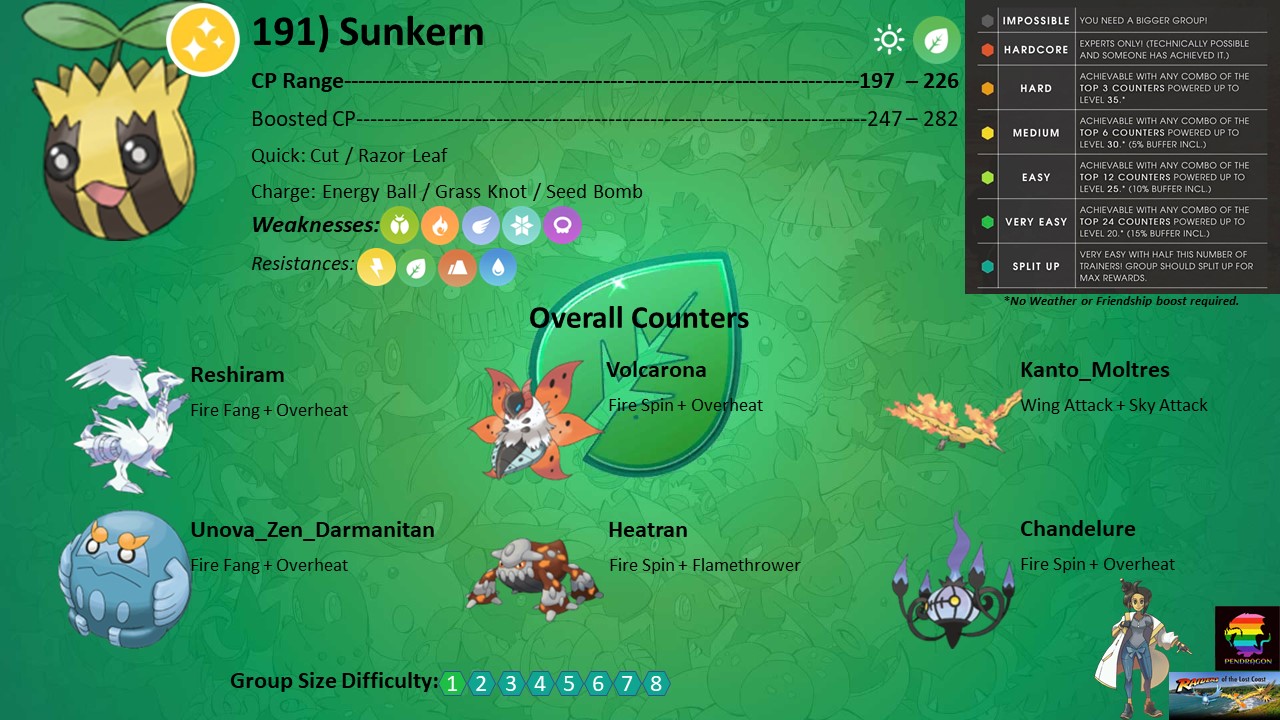 191) Sunkern
CP Range----------------------------------------------------------------------------197 – 226
Boosted CP---------------------------------------------------------------------------247 – 282
Quick: Cut / Razor Leaf
Charge: Energy Ball / Grass Knot / Seed Bomb
Weaknesses:
Resistances:
IMPOSSIBLE YOU NEED A BIGGER GROUP!
HARDCORE EXPERTS ONLY! (TECHNICALLY POSSIBLE
AND SOMEONE HAS ACHIEVED IT.)
HARD ACHIEVABLE WITH ANY COMBO OF THE
TOP 3 COUNTERS POWERED UP TO
LEVEL 35.*
MEDIUM ACHIEVABLE WITH ANY COMBO OF THE
TOP 6 COUNTERS POWERED UP TO
LEVEL 30.* (5% BUFFER INCL.)
EASY ACHIEVABLE WITH ANY COMBO OF THE
TOP 12 COUNTERS POWERED UP TO
LEVEL 25.* (10% BUFFER INCL.)
VERY EASY ACHIEVABLE WITH ANY COMBO OF THE
TOP 24 COUNTERS POWERED UP TO
LEVEL 20.* (15% BUFFER INCL.)
SPLIT UP VERY EASY WITH HALF THIS NUMBER OF
TRAINERS! GROUP SHOULD SPLIT UP FOR
MAX REWARDS.
*No Weather or Friendship boost required.
Overall Counters
Reshiram
Fire Fang + Overheat
Volcarona
Fire Spin + Overheat
Kanto_Moltres
Wing Attack + Sky Attack
Unova_Zen_Darmanitan
Fire Fang + Overheat
Heatran
Fire Spin + Flamethrower
Chandelure
Fire Spin + Overheat
Group Size Difficulty: 1 2 3 4 5 6 7 8
PENDRAGON
RAIDERS of the Lost Coast